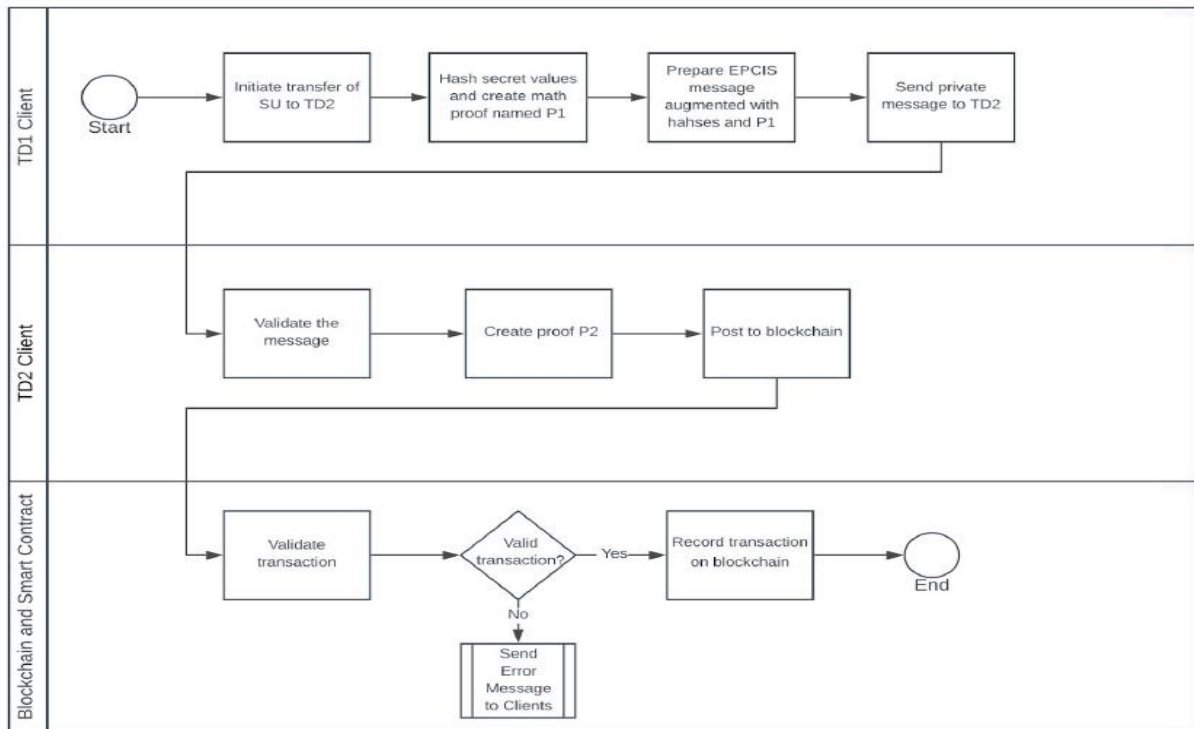 TD1 Client
Start
Initiate transfer of
SU to TD2
Hash secret values
and create math
proof named P1
Prepare EPCIS
message
augmented with
hahses and P1
Send private
message to TD2
TD2 Client
Validate the
message
Create proof P2
Post to blockchain
Blockchain and Smart Contract
Validate
transaction
Valid
transaction?
Yes
No
Send
Error
Message
to Clients
Record transaction
on blockchain
End